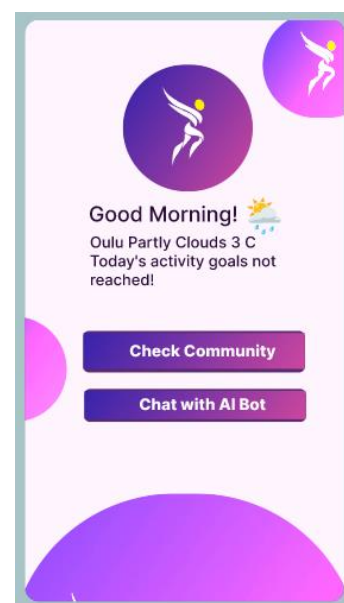 Good Morning!
Oulu Partly Clouds 3 C
Today's activity goals not
reached!
Check Community
Chat with AI Bot